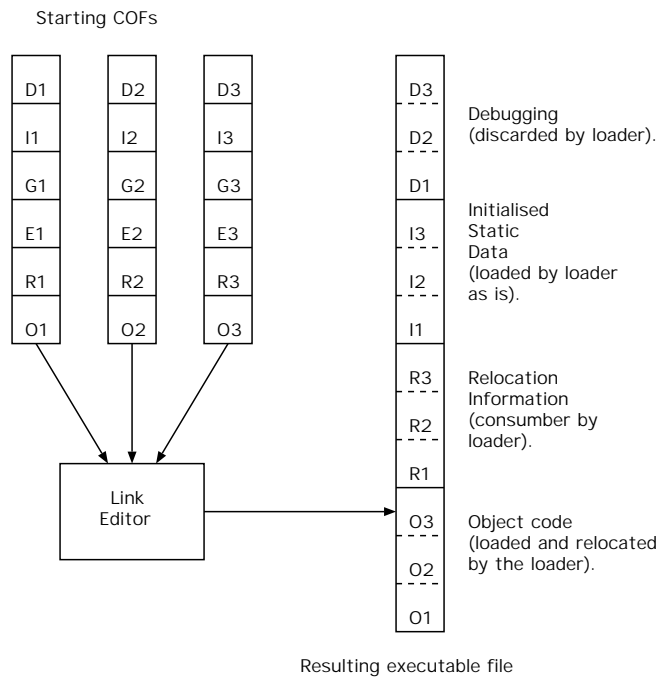 Starting COFs
D1 D2 D3
I1 I2 I3
G1 G2 G3
E1 E2 E3
R1 R2 R3
O1 O2 O3
Link
Editor
D3
D2
D1
I3
I2
I1
R3
R2
R1
O3
O2
O1
Debugging
(discarded by loader).
Initialised
Static
Data
(loaded by loader
as is).
Relocation
Information
(consumber by
loader).
Object code
(loaded and relocated
by the loader).
Resulting executable file